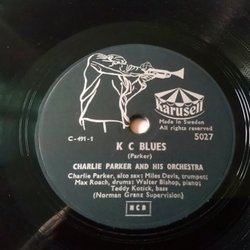 Karusell
Made in Sweden
All rights reserved
5027
C-491-1
K C BLUES
(Parker)
CHARLIE PARKER AND HIS ORCHESTRA
Charlie Parker, alto sax; Miles Davis, trumpet;
Max Roach, drums; Walter Bishop, piano;
Teddy Kotick, bass
(Norman Granz Supervision)
NCB